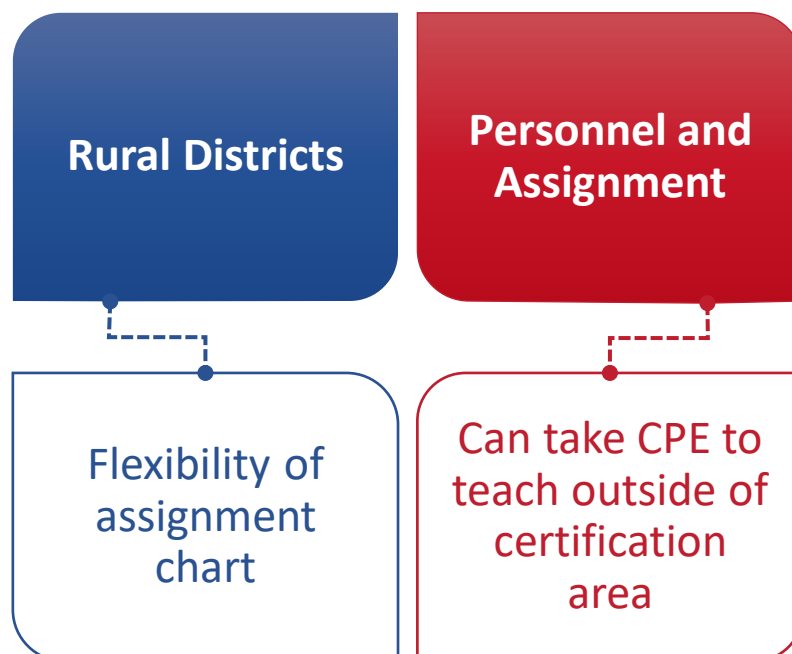 Rural Districts
Personnel and
Assignment
Flexibility of
assignment
chart
Can take CPE to
teach outside of
certification
area